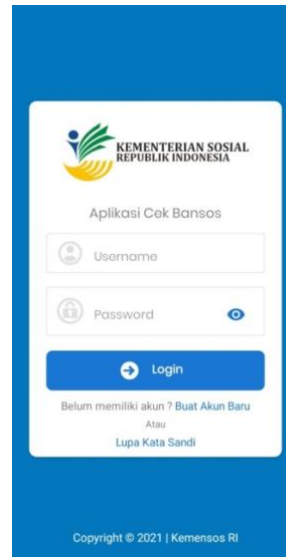 KEMENTERIAN SOSIAL
REPUBLIK INDONESIA
Aplikasi Cek Bansos
Username
Password
Login
Belum memiliki akun ? Buat Akun Baru
Atau
Lupa Kata Sandi
Copyright © 2021 | Kemensos RI